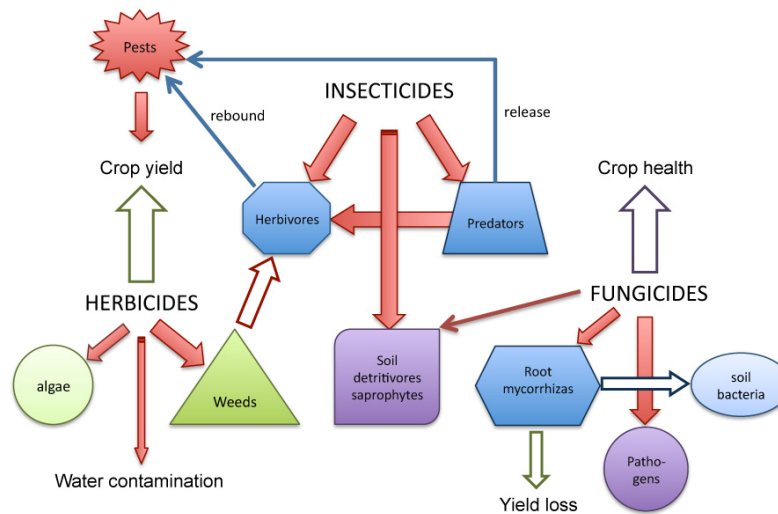 Pests
INSECTICIDES
rebound
release
Crop yield
Crop health
Herbivores
Predators
HERBICIDES
FUNGICIDES
algae
Weeds
Soil
detritivores
saprophytes
Root
mycorrhizas
soil
bacteria
Patho-
gens
Water contamination
Yield loss